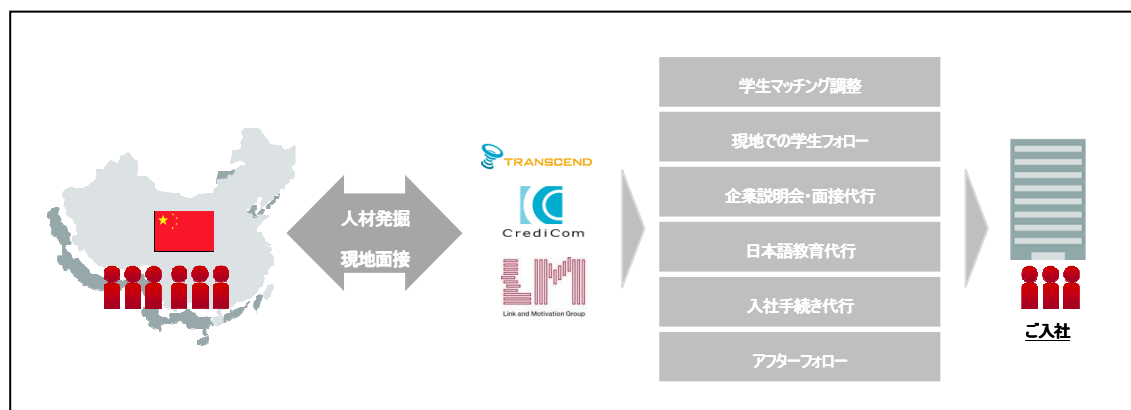 人材発掘
現地面接
TRANSCEND
CrediCom
LM
Link and Motivation Group
学生マッチング調整
現地での学生フォロー
企業説明会・面接代行
日本語教育代行
入社手続き代行
アフターフォロー
ご入社